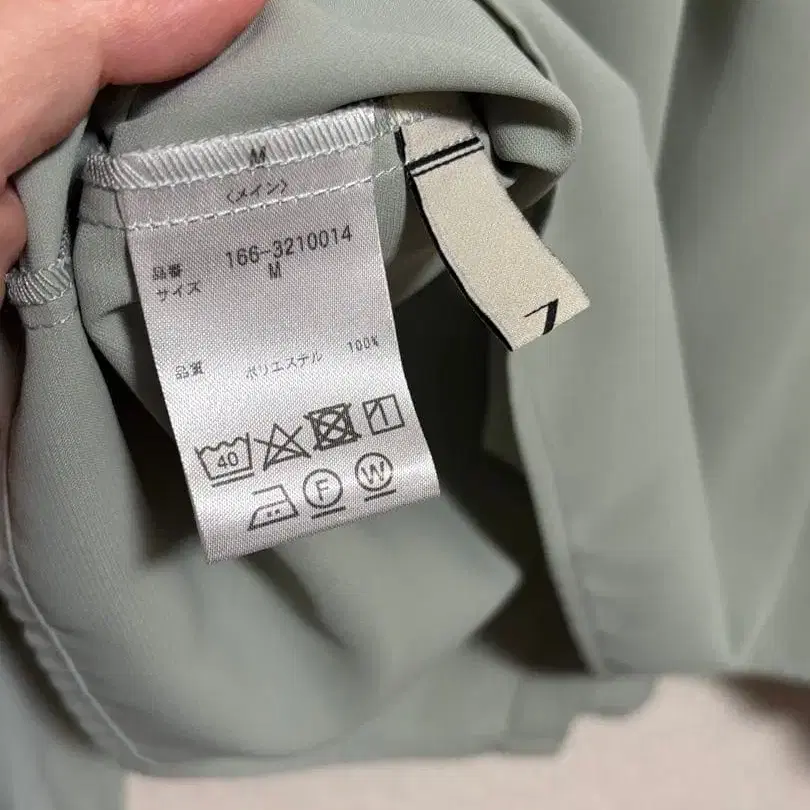 M
〈メイン〉
品番 166-3210014
サイズ M
品質 ポリエステル 100%
40
F W